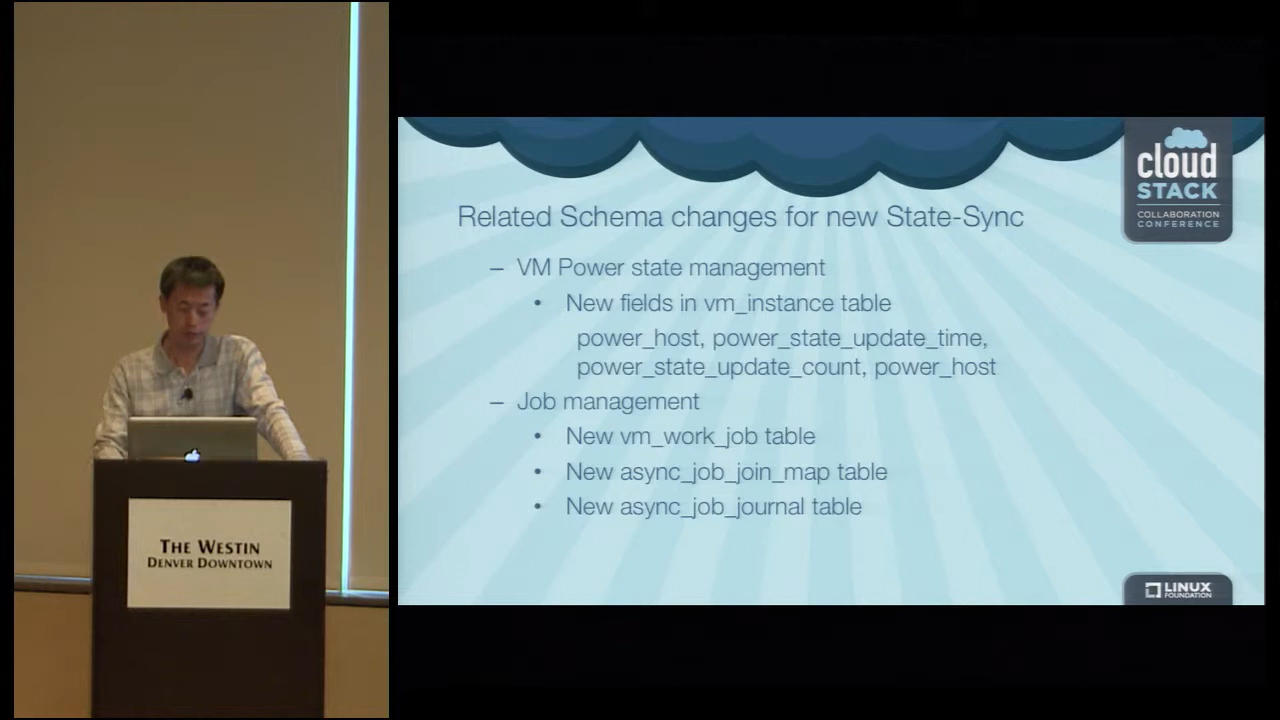 cloud
STACK
COLLABORATION
CONFERENCE
Related Schema changes for new State-Sync
– VM Power state management
• New fields in vm_instance table
power_host, power_state_update_time,
power_state_update_count, power_host
– Job management
• New vm_work_job table
• New async_job_join_map table
• New async_job_journal table
THE WESTIN
DENVER DOWNTOWN
LINUX
FOUNDATION